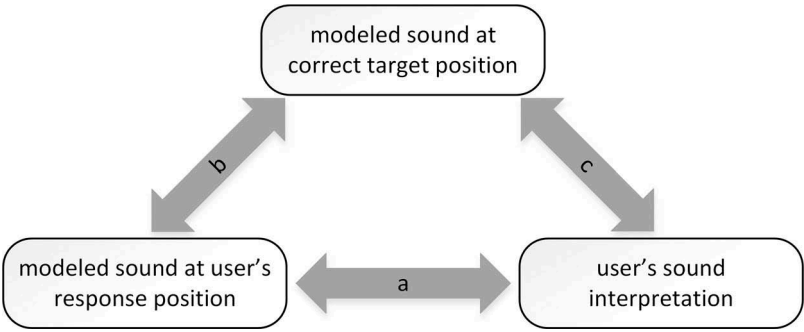 modeled sound at
correct target position
b
c
modeled sound at user's
response position
a
user's sound
interpretation